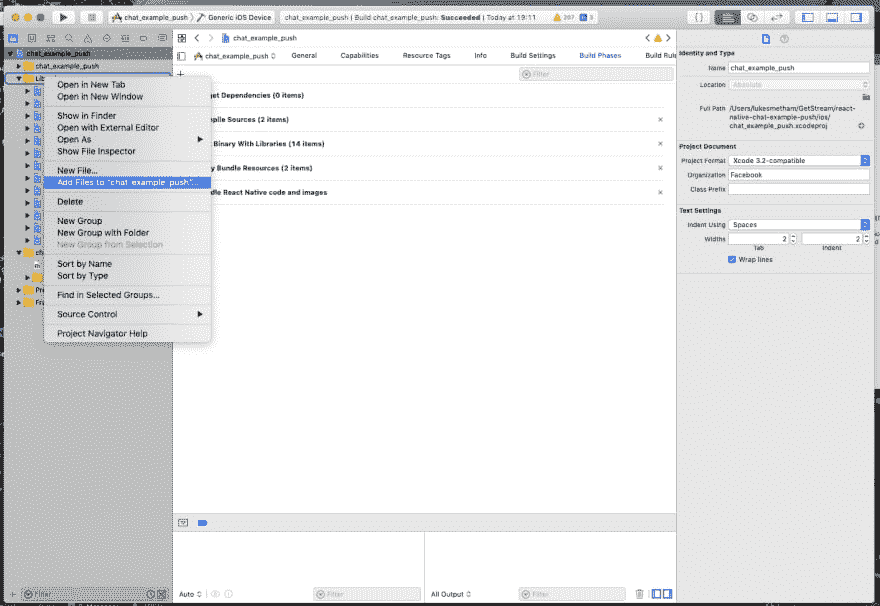 chat_example_push
Generic iOS Device
chat_example_push | Build chat_example_push: Succeeded | Today at 19:11
207
3
chat_example_push
chat_example_push
chat_example_push
chat_example_push
General
Capabilities
Resource Tags
Info
Build Settings
Build Phases
Build Rul
Filter
get Dependencies (0 items)
mpile Sources (2 items)
Binary With Libraries (14 items)
y Bundle Resources (2 items)
dle React Native code and images
Open in New Tab
Open in New Window
Show in Finder
Open with External Editor
Open As
Show File Inspector
New File...
Add Files to "chat_example_push"...
Delete
New Group
New Group with Folder
New Group from Selection
Sort by Name
Sort by Type
Find in Selected Groups...
Source Control
Project Navigator Help
Identity and Type
Name chat_example_push
Location Absolute
Full Path /Users/lukesmetham/GetStream/react-
native-chat-example-push/ios/
chat_example_push.xcodeproj
Project Document
Project Format Xcode 3.2-compatible
Organization Facebook
Class Prefix
Text Settings
Indent Using Spaces
Widths 2 2
Tab Indent
Wrap lines
Filter
Auto
Filter
All Output
Filter